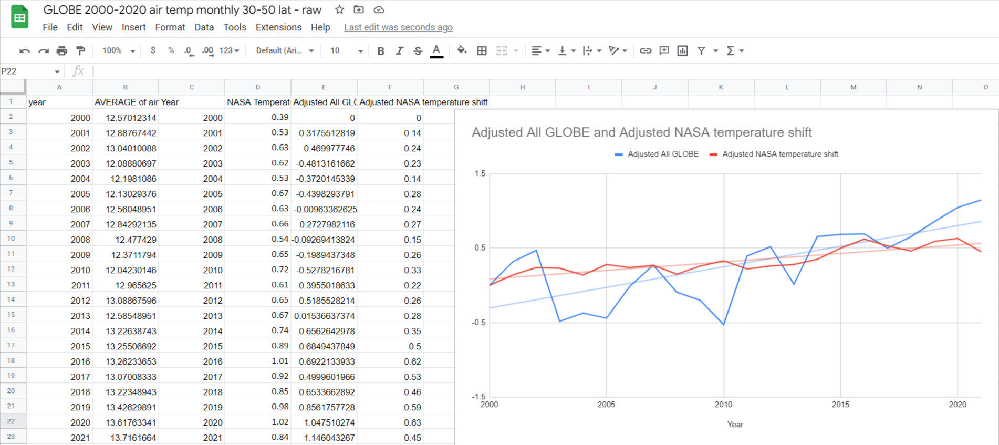 GLOBE 2000-2020 air temp monthly 30-50 lat - raw
File Edit View Insert Format Data Tools Extensions Help Last edit was seconds ago
100% $ % .0 .00 123 Default (Ari... 10 B I S A
P22 fx
A B C D E F G H I J K L M N O
1 year AVERAGE of air Year NASA Temperat Adjusted All GLO Adjusted NASA temperature shift
2 2000 12.57012314 2000 0.39 0 0
3 2001 12.88767442 2001 0.53 0.3175512819 0.14
4 2002 13.04010088 2002 0.63 0.469977746 0.24
5 2003 12.08880697 2003 0.62 -0.4813161662 0.23
6 2004 12.1981086 2004 0.53 -0.3720145339 0.14
7 2005 12.13029376 2005 0.67 -0.4398293791 0.28
8 2006 12.56048951 2006 0.63 -0.00963362625 0.24
9 2007 12.84292135 2007 0.66 0.2727982116 0.27
10 2008 12.477429 2008 0.54 -0.09269413824 0.15
11 2009 12.3711794 2009 0.65 -0.1989437348 0.26
12 2010 12.04230146 2010 0.72 -0.5278216781 0.33
13 2011 12.965625 2011 0.61 0.3955018633 0.22
14 2012 13.08867596 2012 0.65 0.5185528214 0.26
15 2013 12.58548951 2013 0.67 0.01536637374 0.28
16 2014 13.22638743 2014 0.74 0.6562642978 0.35
17 2015 13.25506692 2015 0.89 0.6849437849 0.5
18 2016 13.26233653 2016 1.01 0.6922133933 0.62
19 2017 13.07008333 2017 0.92 0.4999601966 0.53
20 2018 13.22348943 2018 0.85 0.6533662892 0.46
21 2019 13.42629891 2019 0.98 0.8561757728 0.59
22 2020 13.61763341 2020 1.02 1.047510274 0.63
23 2021 13.7161664 2021 0.84 1.146043267 0.45
Adjusted All GLOBE and Adjusted NASA temperature shift
Adjusted All GLOBE Adjusted NASA temperature shift
1.5
0.5
-0.5
-1.5
2000 2005 2010 2015 2020
Year